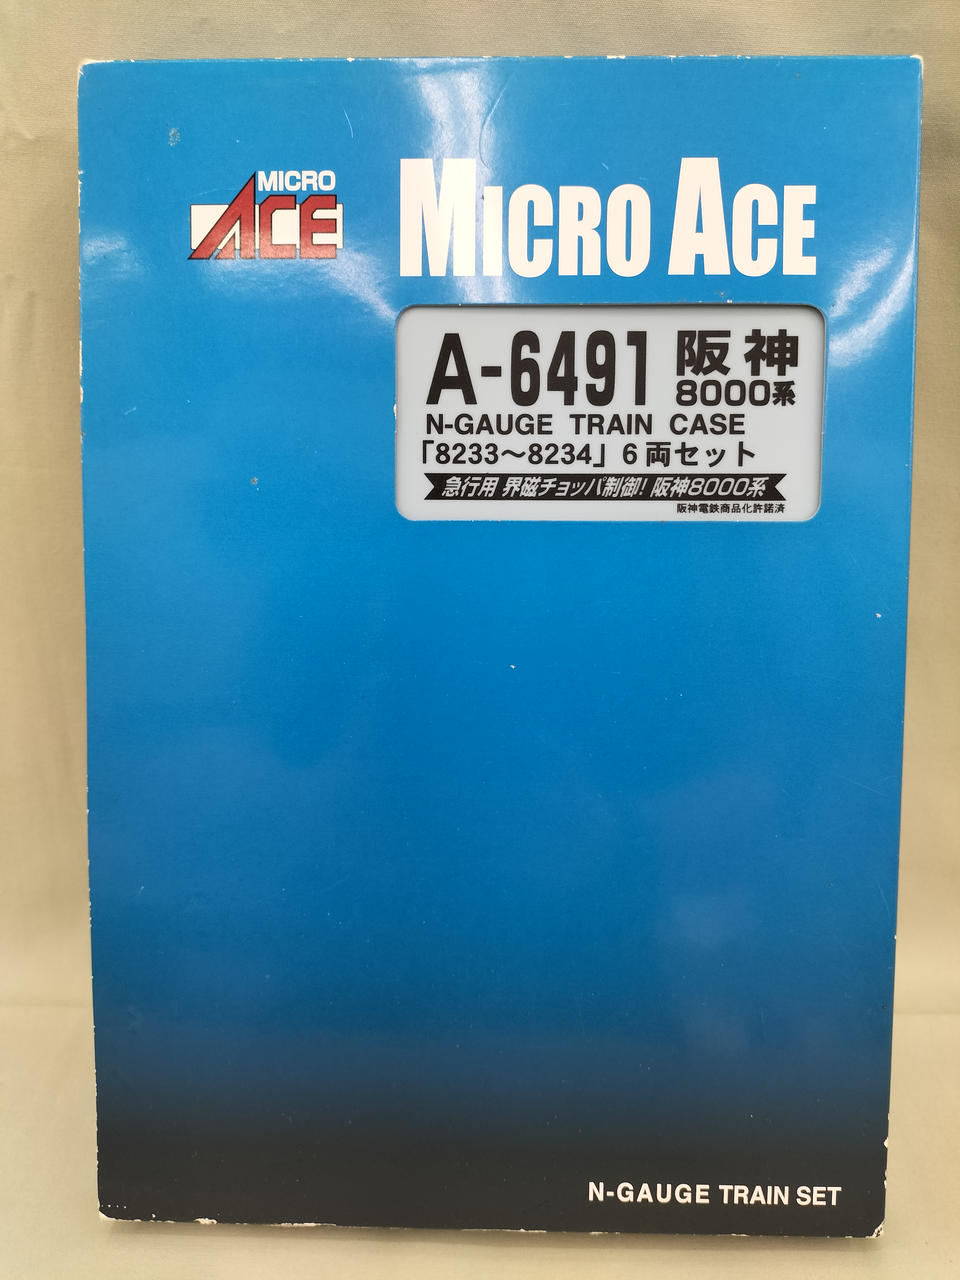 MICRO
ACE
MICRO ACE
A-6491 阪神
8000系
N-GAUGE TRAIN CASE
「8233～8234」6両セット
急行用 界磁チョッパ制御! 阪神8000系
阪神電鉄商品化許諾済
N-GAUGE TRAIN SET